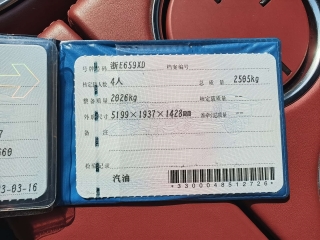 号牌号码 浙E659XD 档案编号
核定载人数 4人 总质量 2505kg
整备质量 2026kg 核定载质量 --
外廓尺寸 5199×1937×1428mm 准牵引总质量 --
备注
检验记录
汽油
*3300048512726*
60
3-03-16